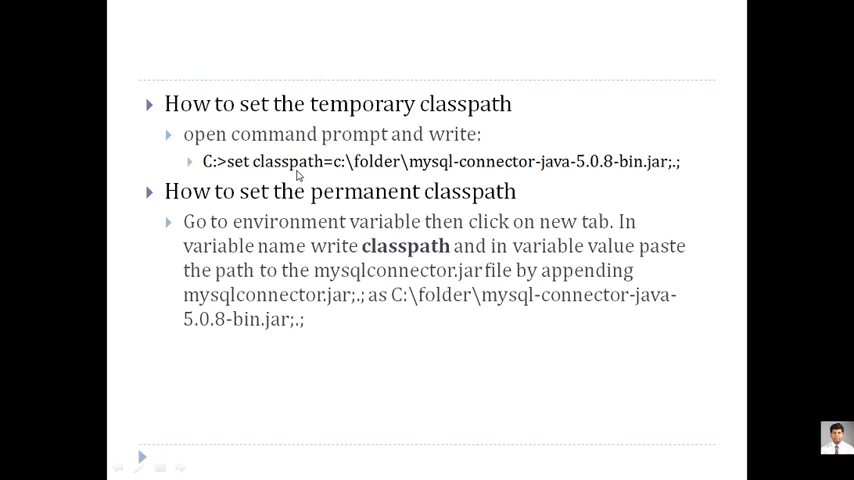 How to set the temporary classpath
open command prompt and write:
C:>set classpath=c:\folder\mysql-connector-java-5.0.8-bin.jar;.;
How to set the permanent classpath
Go to environment variable then click on new tab. In
variable name write classpath and in variable value paste
the path to the mysqlconnector.jar file by appending
mysqlconnector.jar;.; as C:\folder\mysql-connector-java-
5.0.8-bin.jar;.;